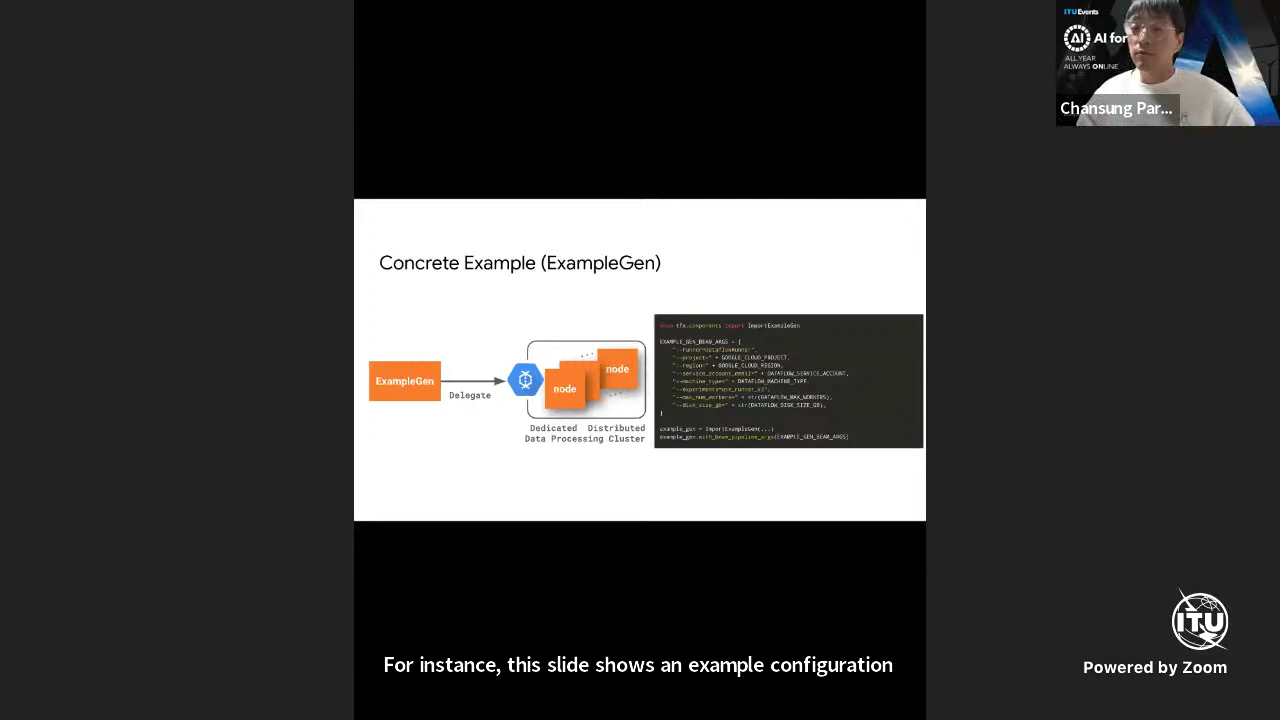 ITUEvents
AI
AI for
ALL YEAR
ALWAYS ONLINE
Chansung Par...
Concrete Example (ExampleGen)
ExampleGen
Delegate
node
node
Dedicated Distributed
Data Processing Cluster
from tfx.components import ImportExampleGen
EXAMPLE_GEN_BEAM_ARGS = [
"--runner=DataflowRunner",
"--project=" + GOOGLE_CLOUD_PROJECT,
"--region=" + GOOGLE_CLOUD_REGION,
"--service_account_email=" + DATAFLOW_SERVICE_ACCOUNT,
"--machine_type=" + DATAFLOW_MACHINE_TYPE,
"--experiments=use_runner_v2",
"--max_num_workers=" + str(DATAFLOW_MAX_WORKERS),
"--disk_size_gb=" + str(DATAFLOW_DISK_SIZE_GB),
]
example_gen = ImportExampleGen(...)
example_gen.with_beam_pipeline_args(EXAMPLE_GEN_BEAM_ARGS)
For instance, this slide shows an example configuration
ITU
Powered by Zoom